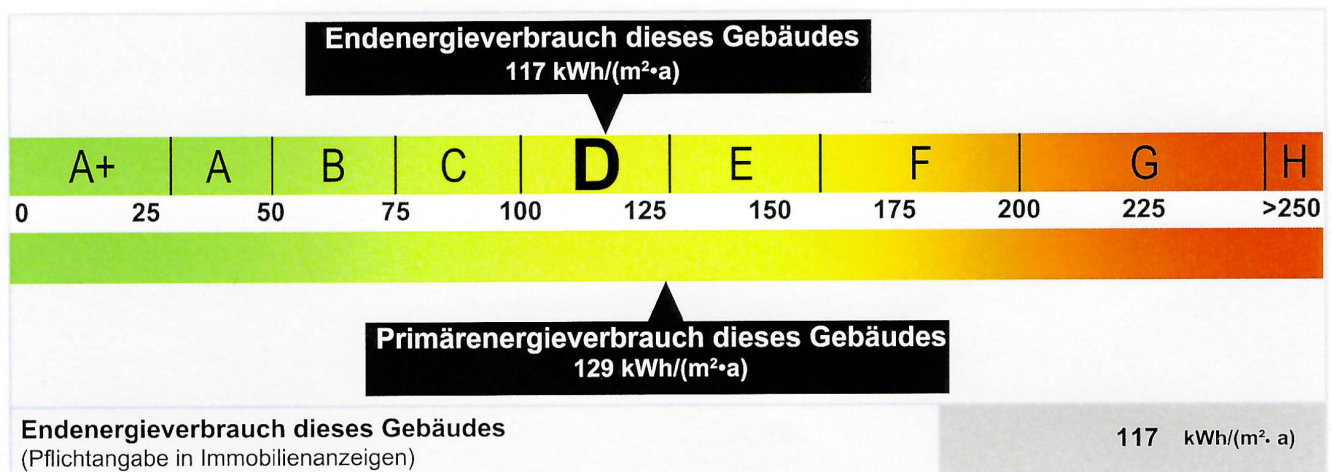 Endenergieverbrauch dieses Gebäudes
117 kWh/(m²•a)
A+ A B C D E F G H
0 25 50 75 100 125 150 175 200 225 >250
Primärenergieverbrauch dieses Gebäudes
129 kWh/(m²•a)
Endenergieverbrauch dieses Gebäudes 117 kWh/(m². a)
(Pflichtangabe in Immobilienanzeigen)